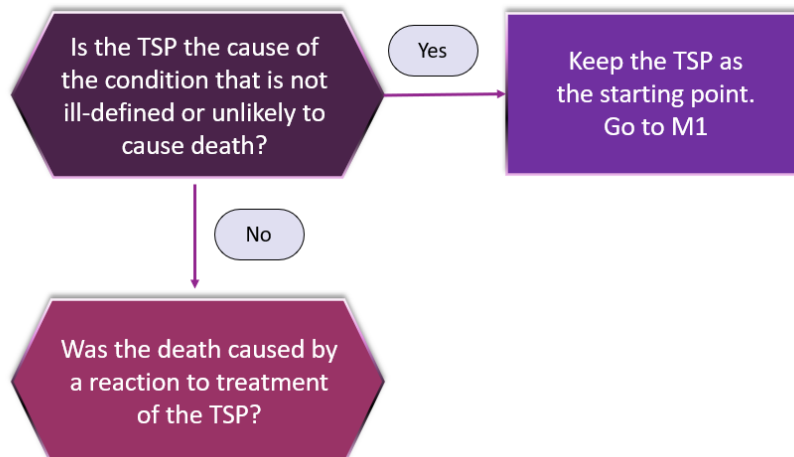 Is the TSP the cause of
the condition that is not
ill-defined or unlikely to
cause death?
Yes
Keep the TSP as
the starting point.
Go to M1
No
Was the death caused by
a reaction to treatment
of the TSP?